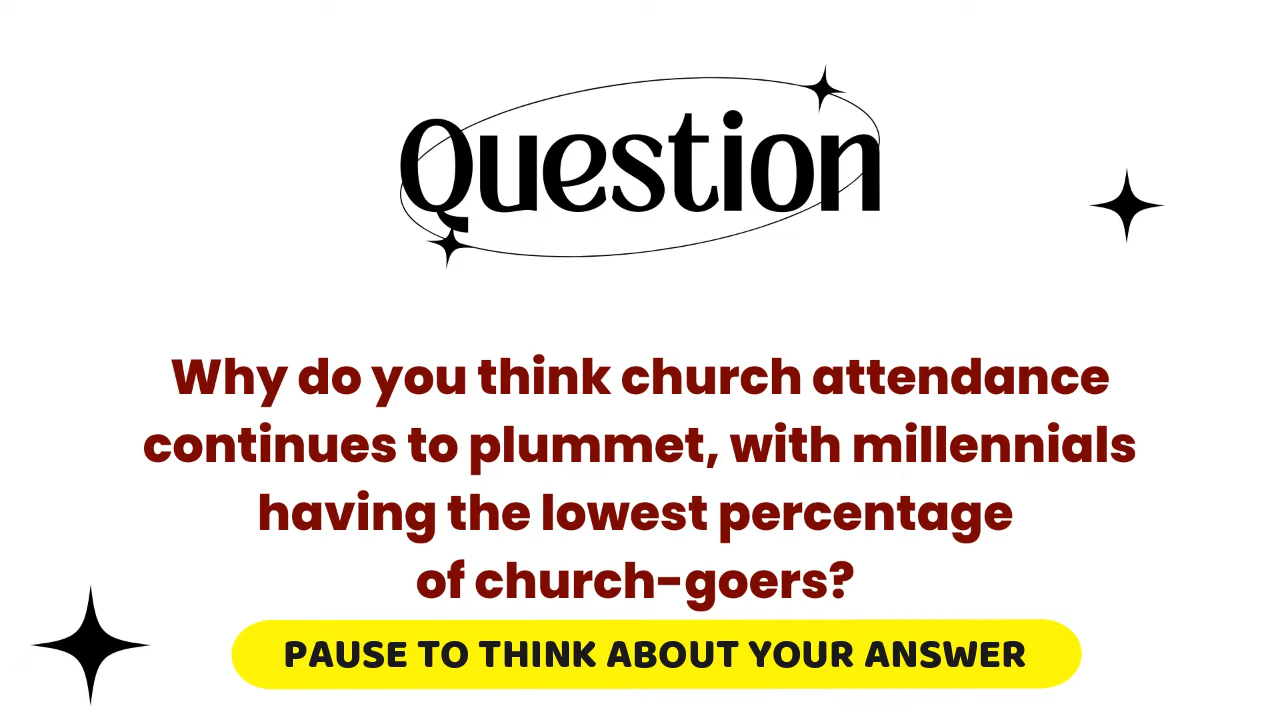 Question
Why do you think church attendance
continues to plummet, with millennials
having the lowest percentage
of church-goers?
PAUSE TO THINK ABOUT YOUR ANSWER